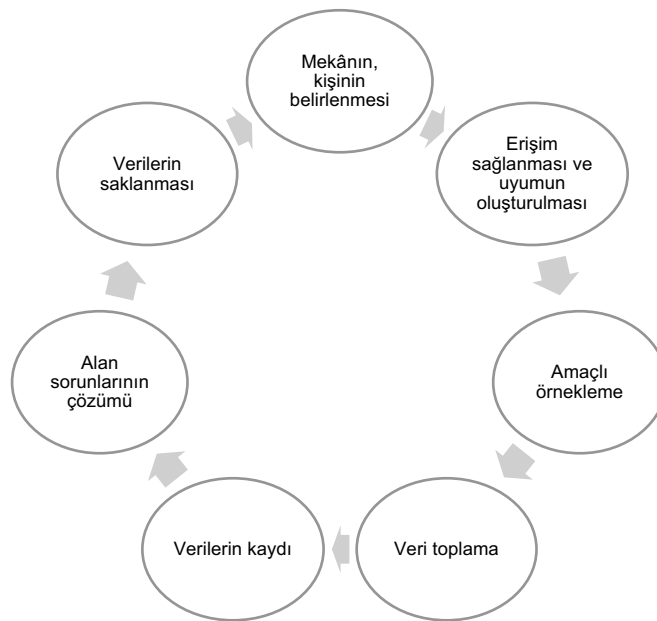 Mekânın,
kişinin
belirlenmesi
Erişim
sağlanması ve
uyumun
oluşturulması
Amaçlı
örnekleme
Veri toplama
Verilerin kaydı
Alan
sorunlarının
çözümü
Verilerin
saklanması